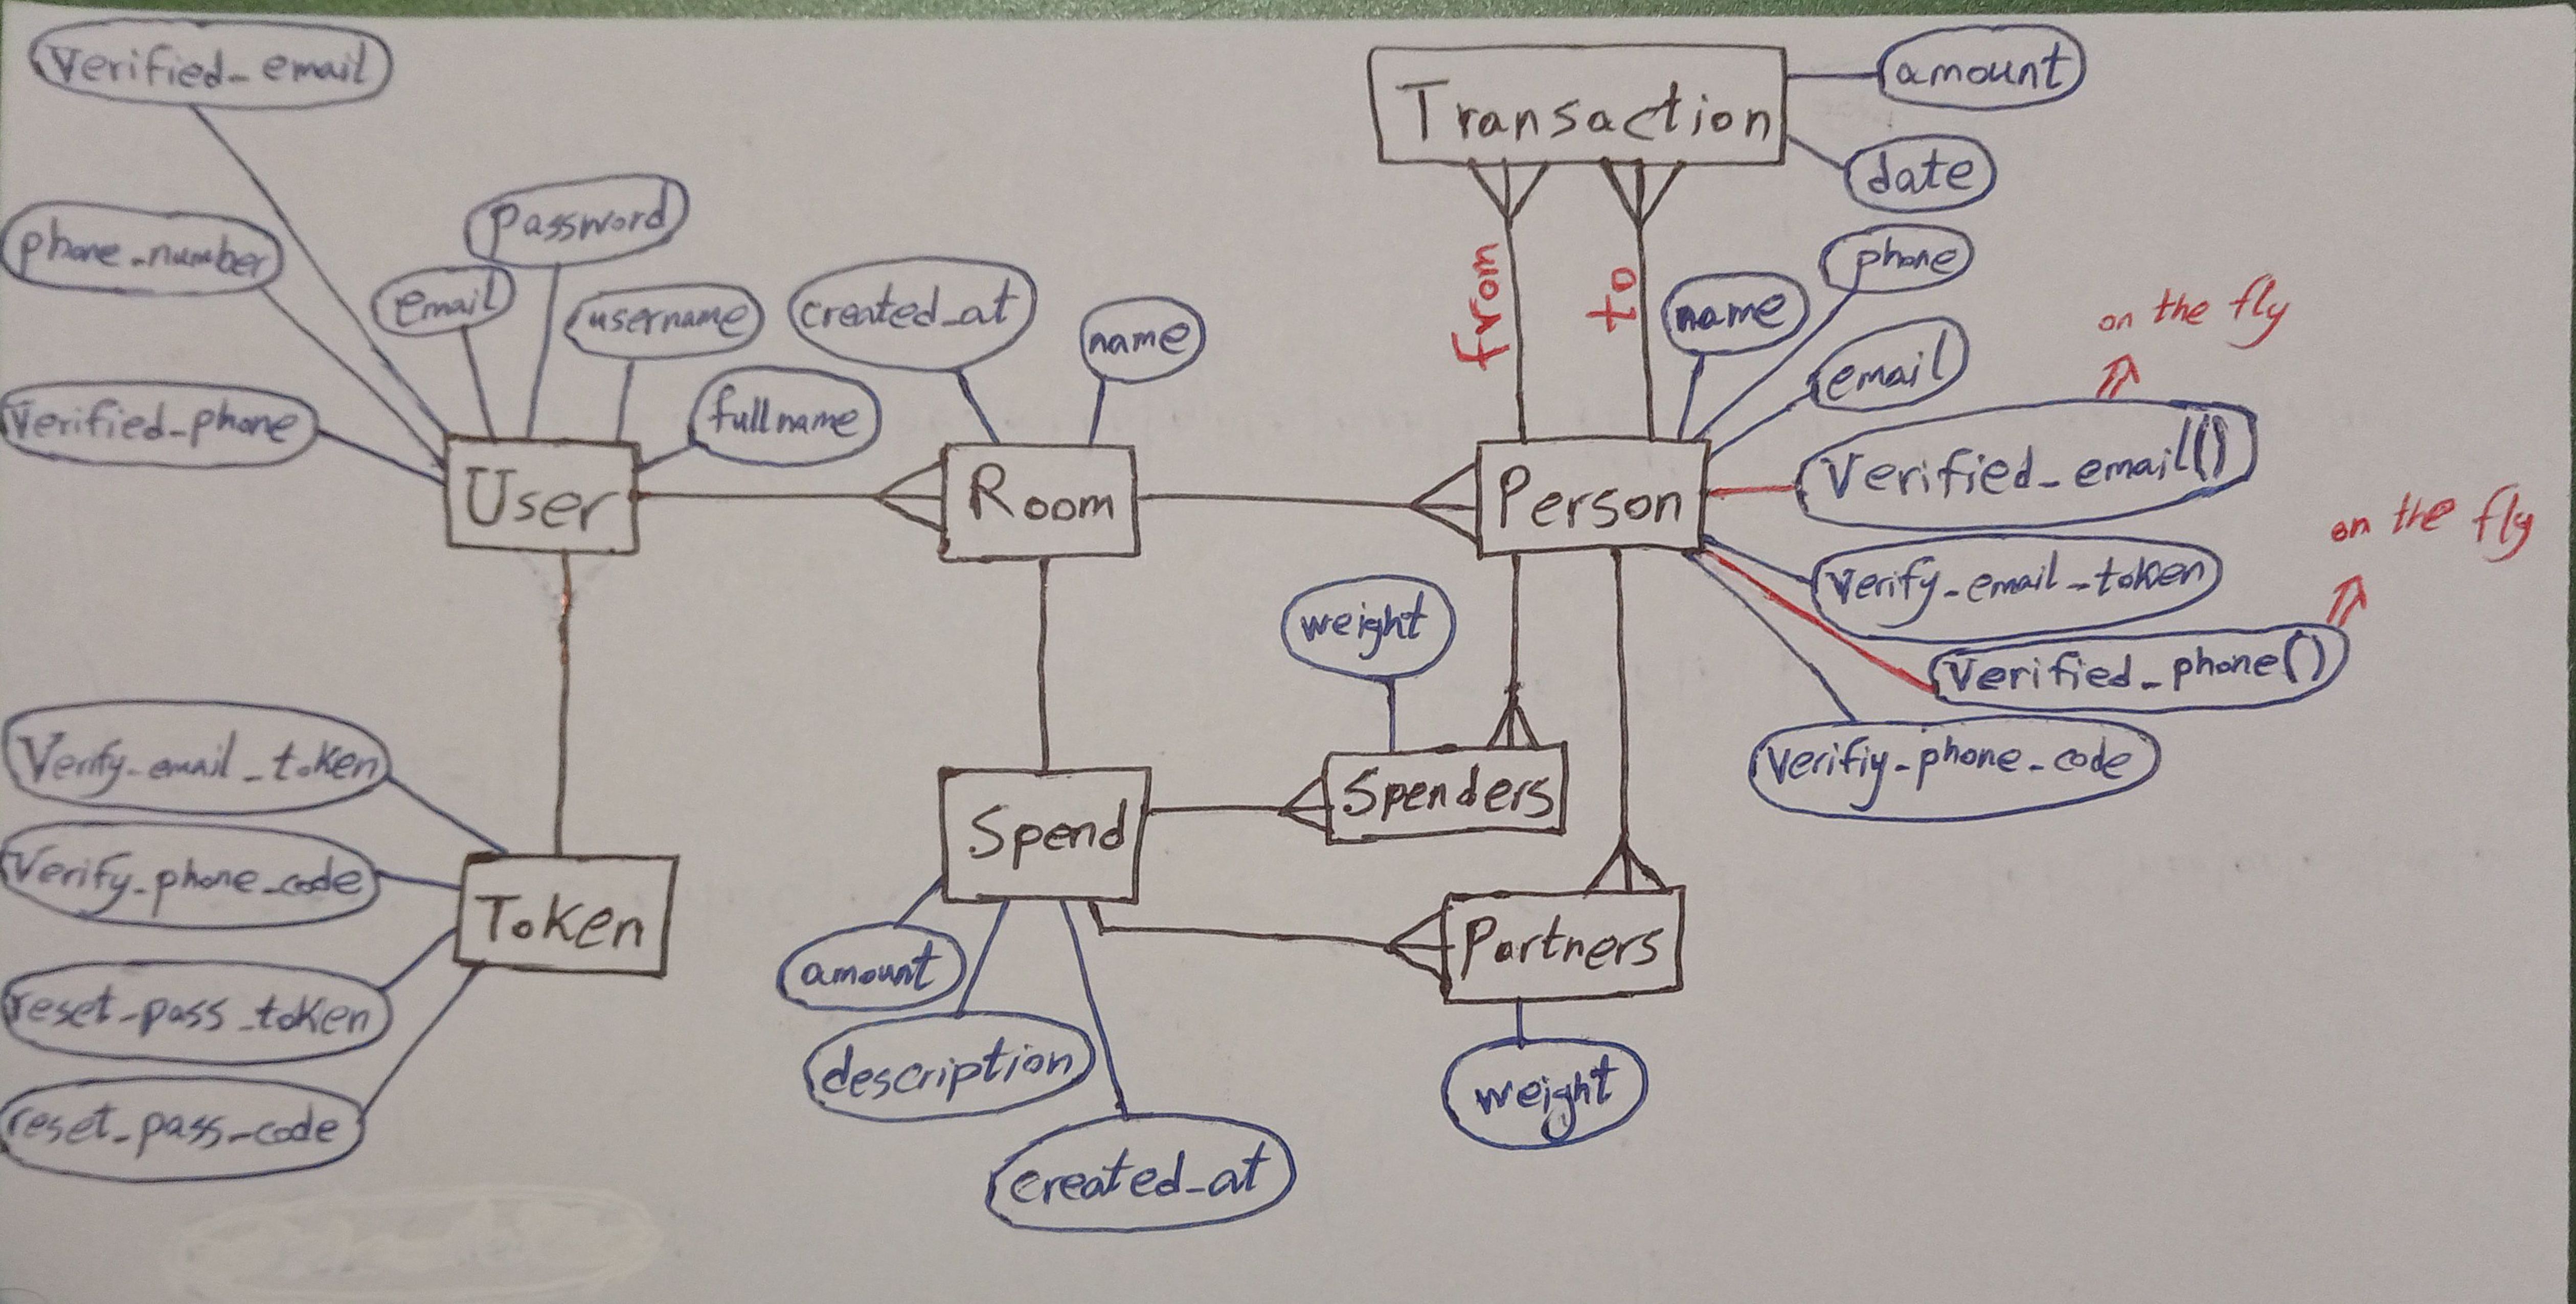 Verified_email
Transaction
amount
date
phone_number
password
email
username
created_at
name
from
to
name
phone
on the fly
Verified_phone
fullname
email
Verified_email()
User
Room
Person
on the fly
weight
Verify_email_token
Verified_phone()
Verifiy_phone_code
Verify_email_token
Spend
Spenders
Verify_phone_code
Token
amount
Partners
reset_pass_token
description
weight
reset_pass_code
created_at